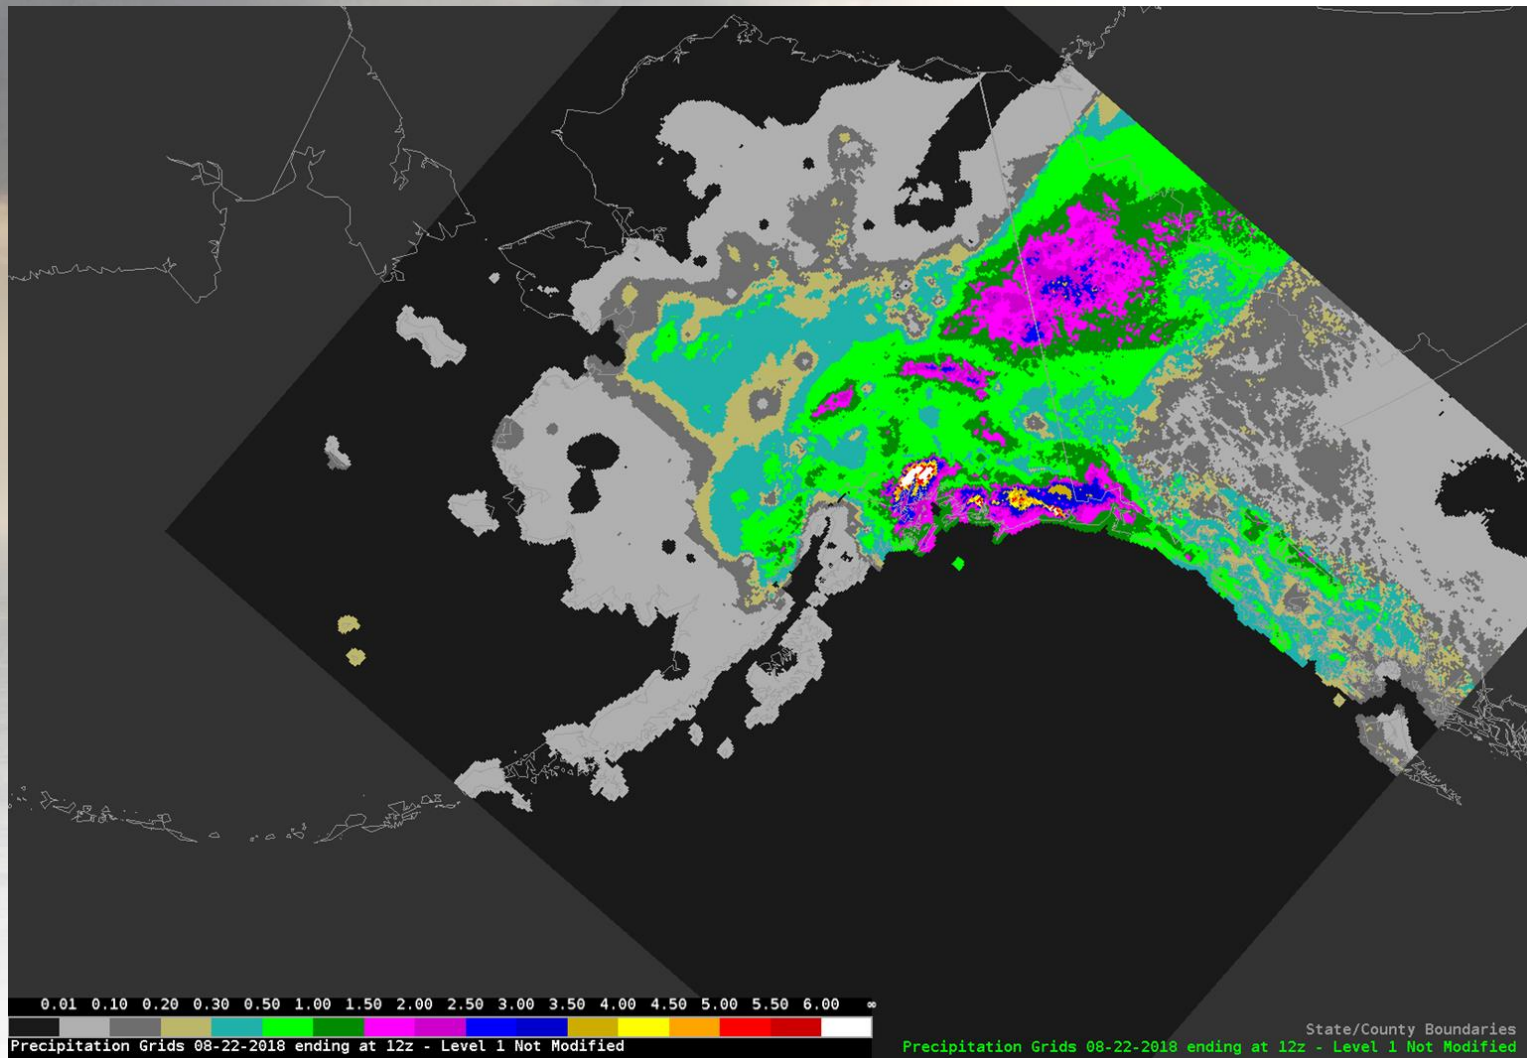 0.01 0.10 0.20 0.30 0.50 1.00 1.50 2.00 2.50 3.00 3.50 4.00 4.50 5.00 5.50 6.00 ∞
Precipitation Grids 08-22-2018 ending at 12z - Level 1 Not Modified
State/County Boundaries
Precipitation Grids 08-22-2018 ending at 12z - Level 1 Not Modified